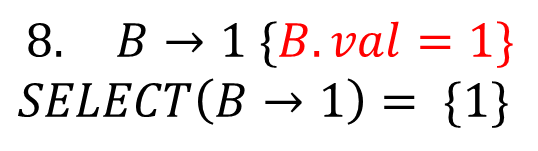 8. B → 1 {B.val = 1}
SELECT(B → 1) = {1}